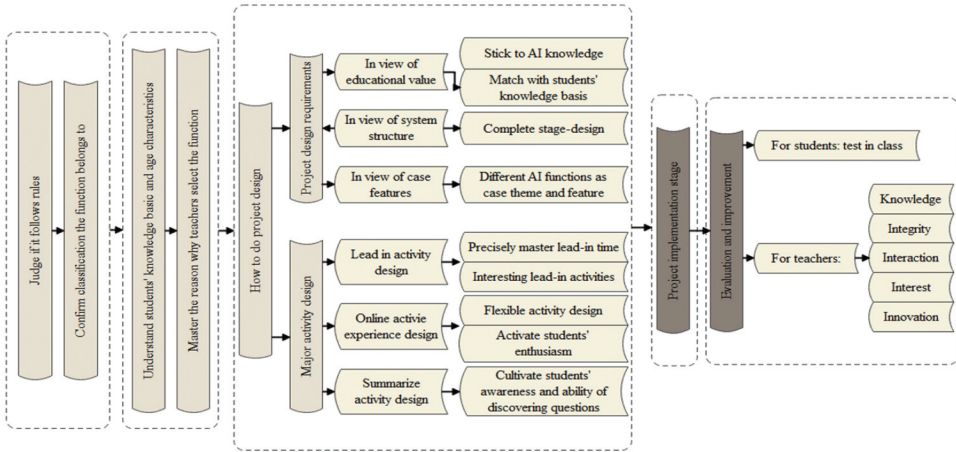 Judge if it follows rules
Confirm classification the function belongs to
Understand students' knowledge basic and age characteristics
Master the reason why teachers select the function
How to do project design
Project design requirements
In view of
educational value
Stick to AI knowledge
Match with students'
knowledge basis
In view of system
structure
Complete stage-design
In view of case
features
Different AI functions as
case theme and feature
Major activity design
Lead in activity
design
Precisely master lead-in time
Interesting lead-in activities
Online activie
experience design
Flexible activity design
Activate students'
enthusiasm
Summarize
activity design
Cultivate students'
awareness and ability of
discovering questions
Project implementation stage
Evaluation and improvement
For students: test in class
For teachers:
Knowledge
Integrity
Interaction
Interest
Innovation